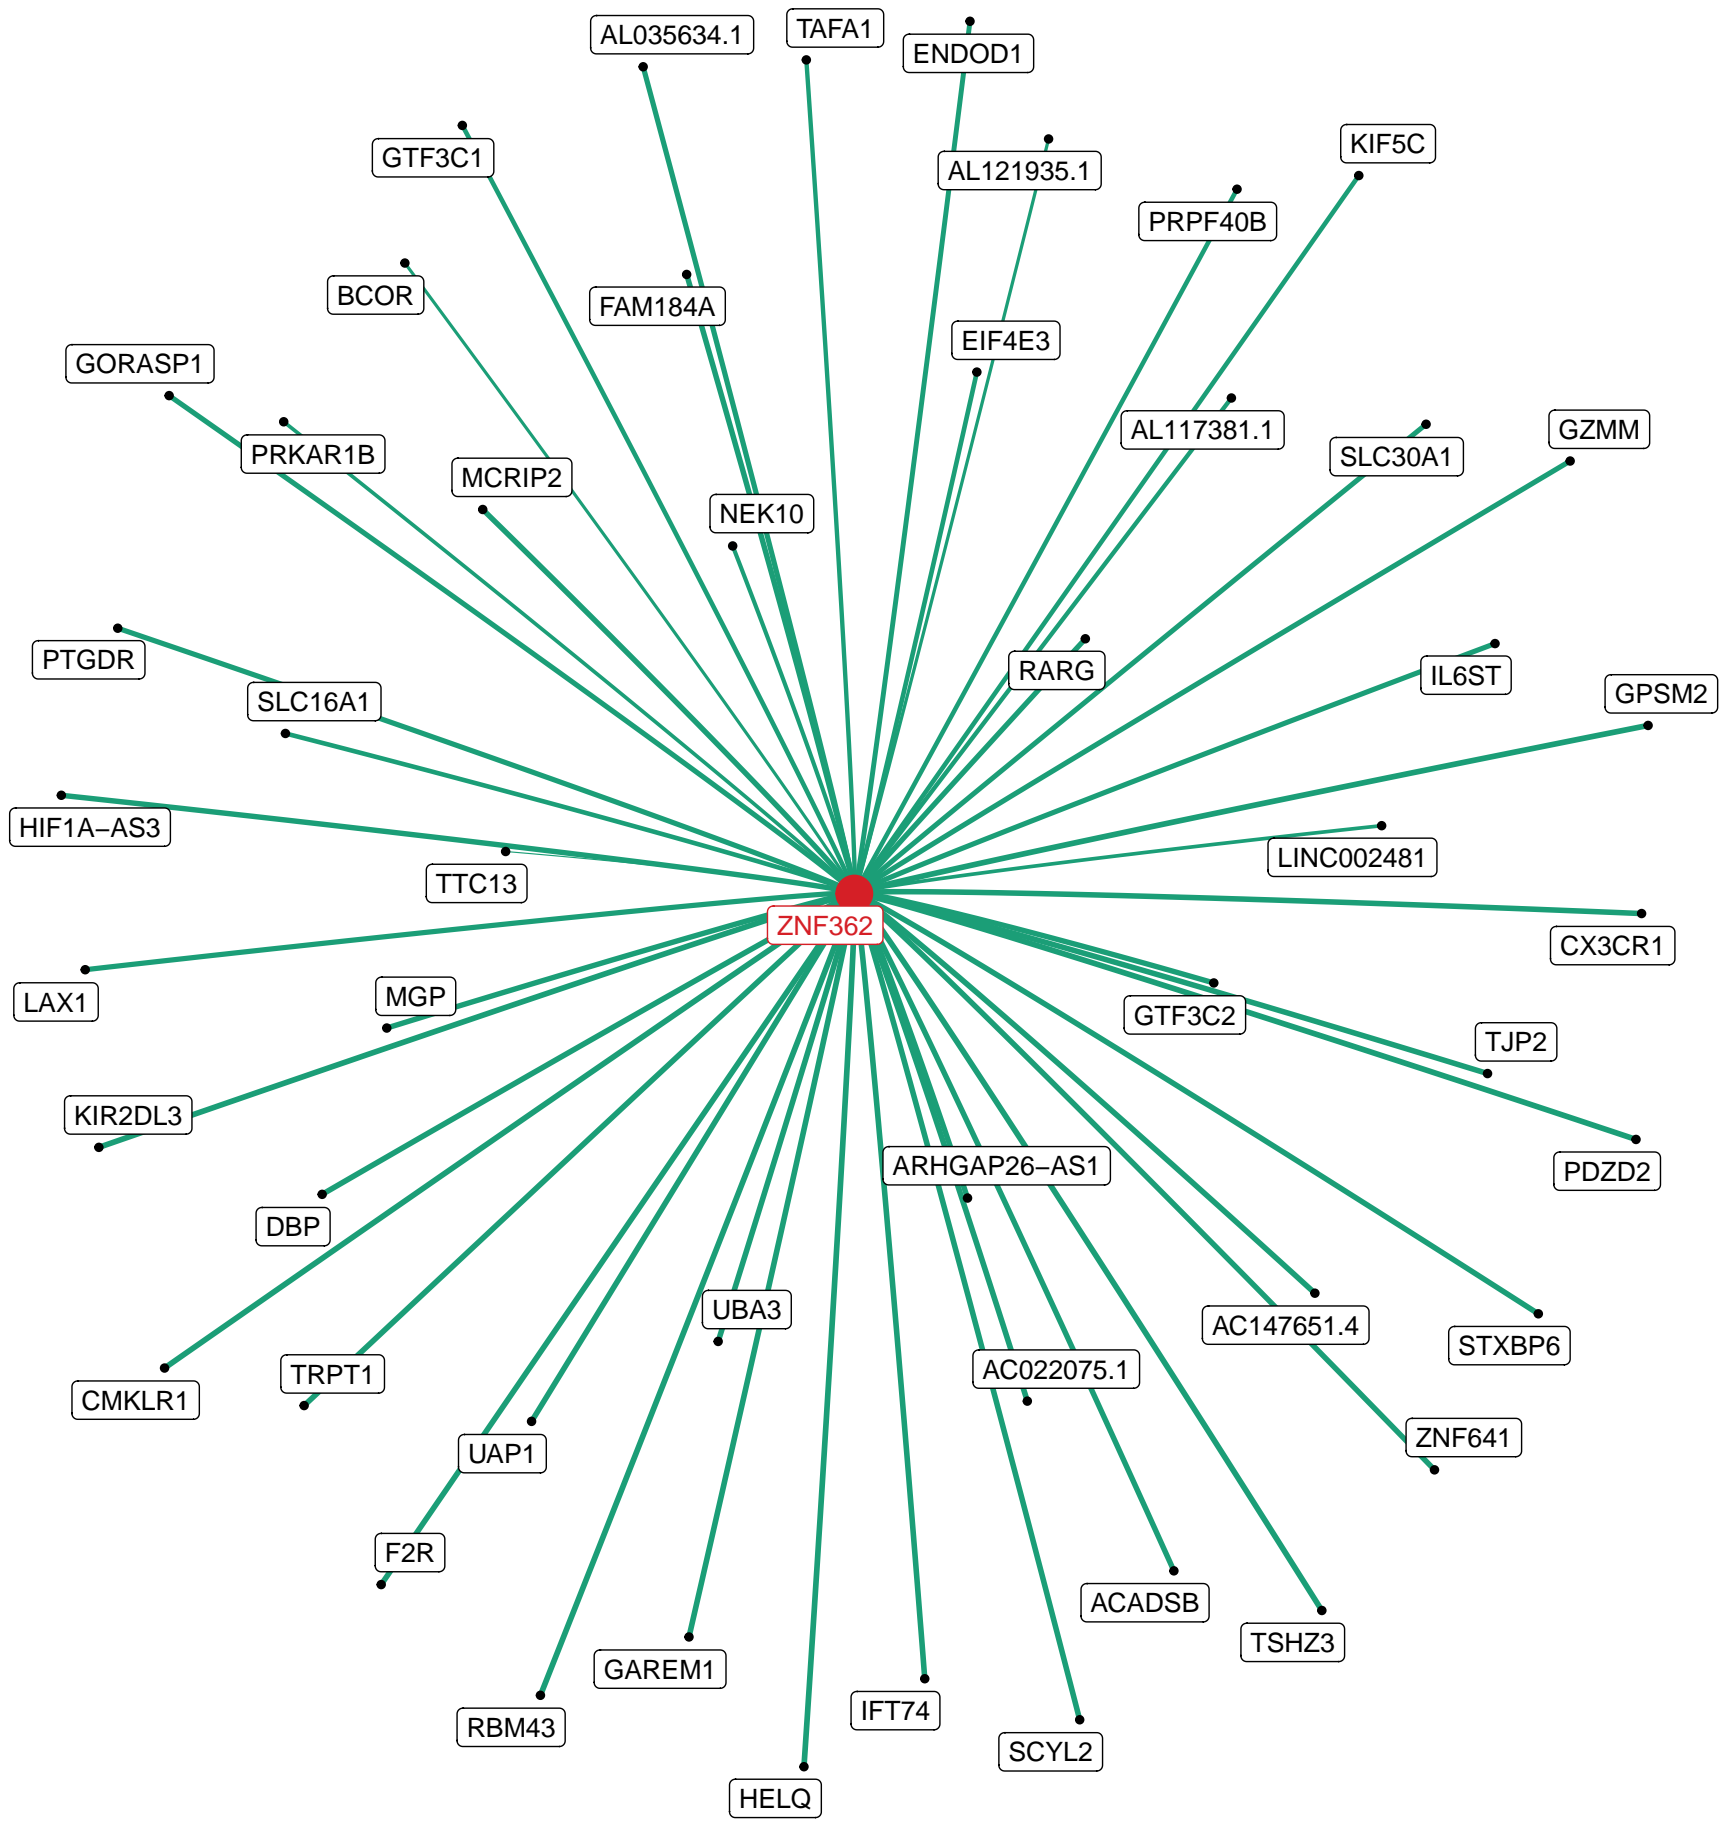 TAFA1
AL035634.1
ENDOD1
KIF5C
GTF3C1
AL121935.1
PRPF40B
BCOR
FAM184A
EIF4E3
GORASP1
AL117381.1
GZMM
PRKAR1B
SLC30A1
MCRIP2
NEK10
PTGDR
RARG
IL6ST
GPSM2
SLC16A1
HIF1A−AS3
LINC002481
TTC13
ZNF362
CX3CR1
MGP
LAX1
GTF3C2
TJP2
KIR2DL3
ARHGAP26−AS1
PDZD2
DBP
UBA3
AC147651.4
STXBP6
TRPT1
AC022075.1
CMKLR1
ZNF641
UAP1
F2R
ACADSB
TSHZ3
GAREM1
IFT74
RBM43
SCYL2
HELQ